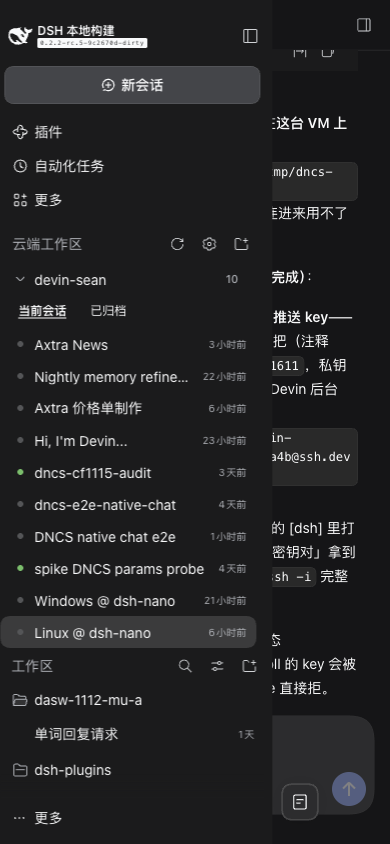 DSH 本地构建
0.2.2-rc.5-9c2670d-dirty
新会话
插件
自动化任务
更多
云端工作区
devin-sean 10
当前会话 已归档
Axtra News 3小时前
Nightly memory refine... 22小时前
Axtra 价格单制作 6小时前
Hi, I'm Devin... 23小时前
dncs-cf1115-audit 3天前
dncs-e2e-native-chat 4天前
DNCS native chat e2e 1小时前
spike DNCS params probe 4天前
Windows @ dsh-nano 21小时前
Linux @ dsh-nano 6小时前
工作区
dasw-1112-mu-a
单词回复请求 1天
dsh-plugins
更多
这台 VM 上
mp/dncs-
进来用不了
完成）：
推送 key——
把（注释
1611，私钥
Devin 后台
in-
a4b@ssh.dev
的 [dsh] 里打
密钥对」拿到
ssh -i 完整
态
ll 的 key 会被
直接拒。